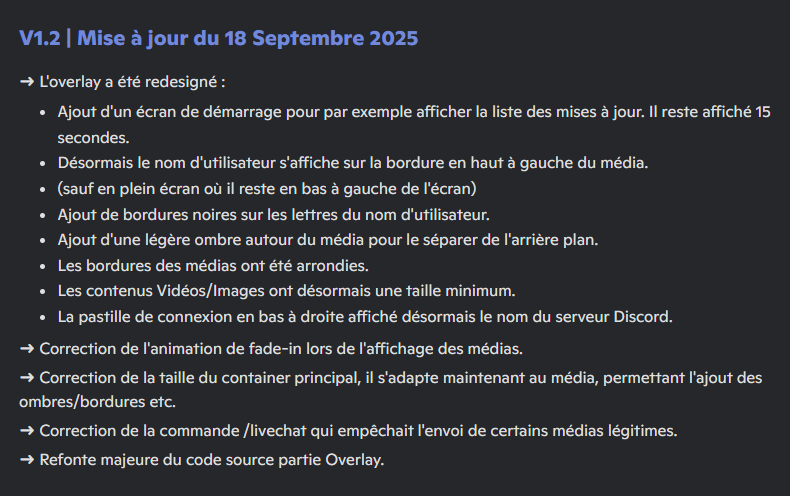 V1.2 | Mise à jour du 18 Septembre 2025
➜ L'overlay a été redesigné :
• Ajout d'un écran de démarrage pour par exemple afficher la liste des mises à jour. Il reste affiché 15
secondes.
• Désormais le nom d'utilisateur s'affiche sur la bordure en haut à gauche du média.
• (sauf en plein écran où il reste en bas à gauche de l'écran)
• Ajout de bordures noires sur les lettres du nom d'utilisateur.
• Ajout d'une légère ombre autour du média pour le séparer de l'arrière plan.
• Les bordures des médias ont été arrondies.
• Les contenus Vidéos/Images ont désormais une taille minimum.
• La pastille de connexion en bas à droite affiché désormais le nom du serveur Discord.
➜ Correction de l'animation de fade-in lors de l'affichage des médias.
➜ Correction de la taille du container principal, il s'adapte maintenant au média, permettant l'ajout des
ombres/bordures etc.
➜ Correction de la commande /livechat qui empêchait l'envoi de certains médias légitimes.
➜ Refonte majeure du code source partie Overlay.